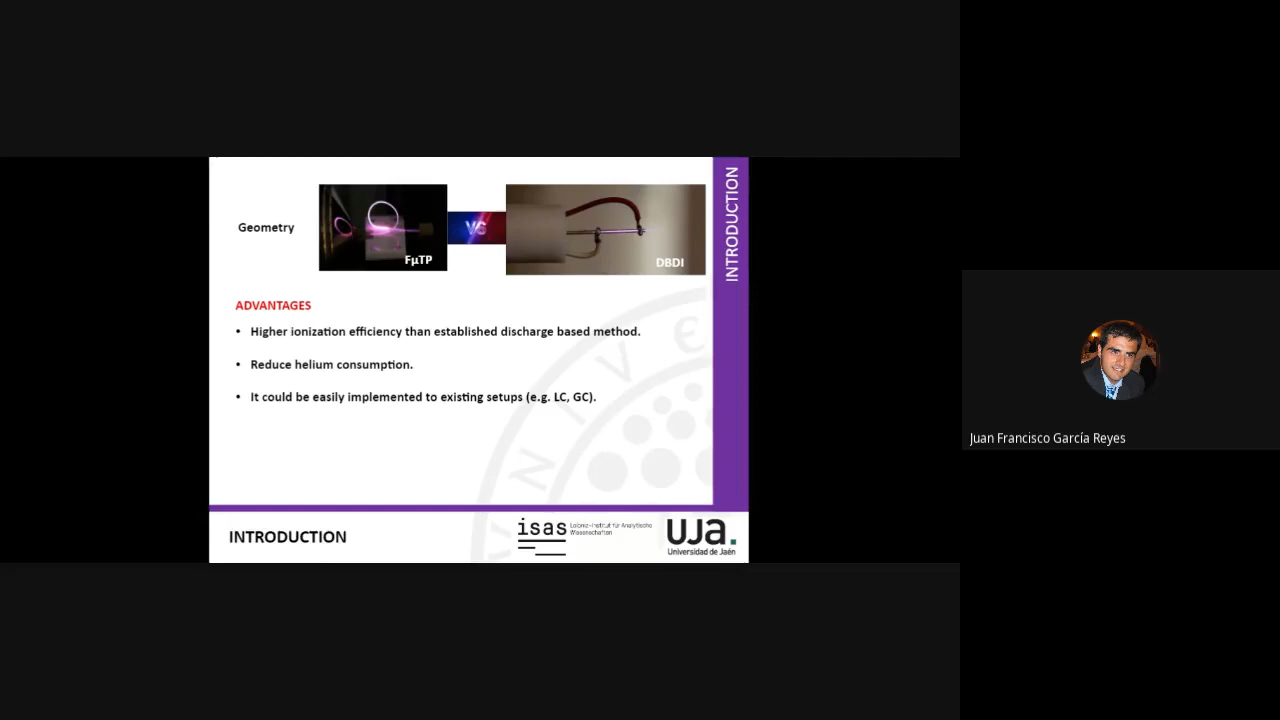 INTRODUCTION
Geometry
FµTP
VS
DBDI
ADVANTAGES
• Higher ionization efficiency than established discharge based method.
• Reduce helium consumption.
• It could be easily implemented to existing setups (e.g. LC, GC).
UNIVE
INTRODUCTION
isas
Leibniz-Institut für Analytische
Wissenschaften
UJA.
Universidad de Jaén
Juan Francisco García Reyes